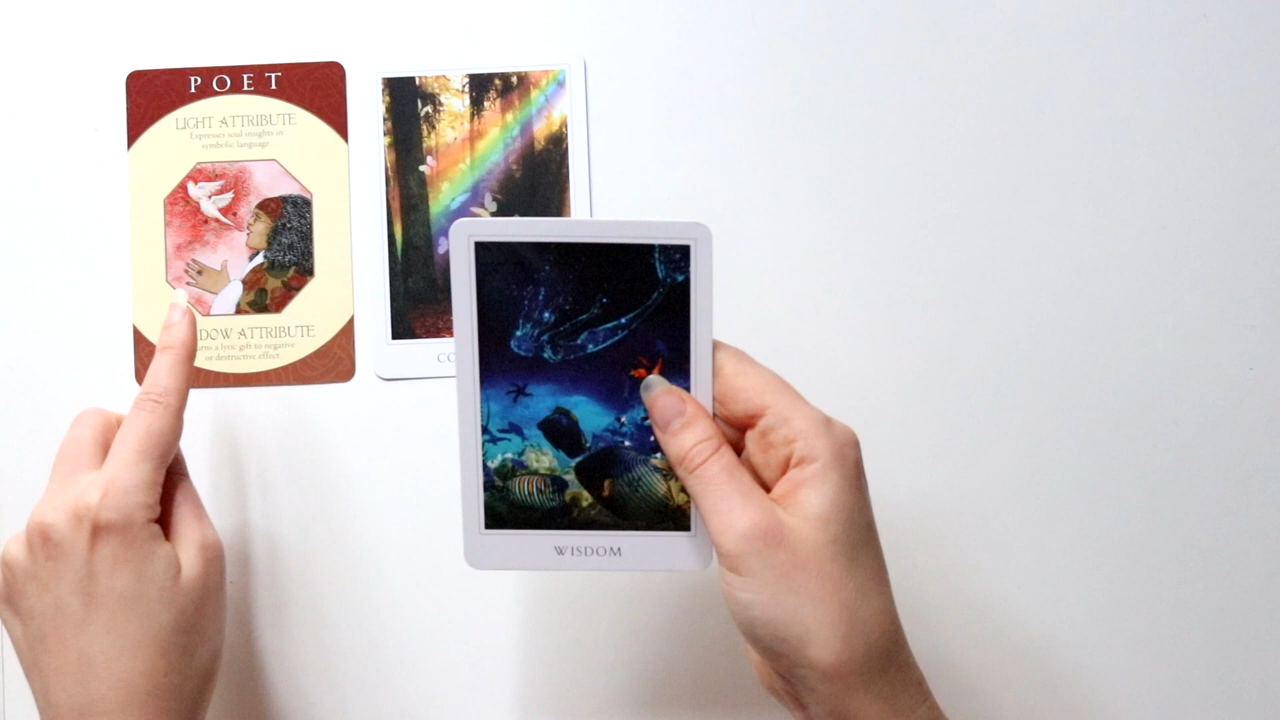 POET
LIGHT ATTRIBUTE
Expresses soul insights in
symbolic language
DOW ATTRIBUTE
urns a lyric gift to negative
or destructive effect
CO
WISDOM